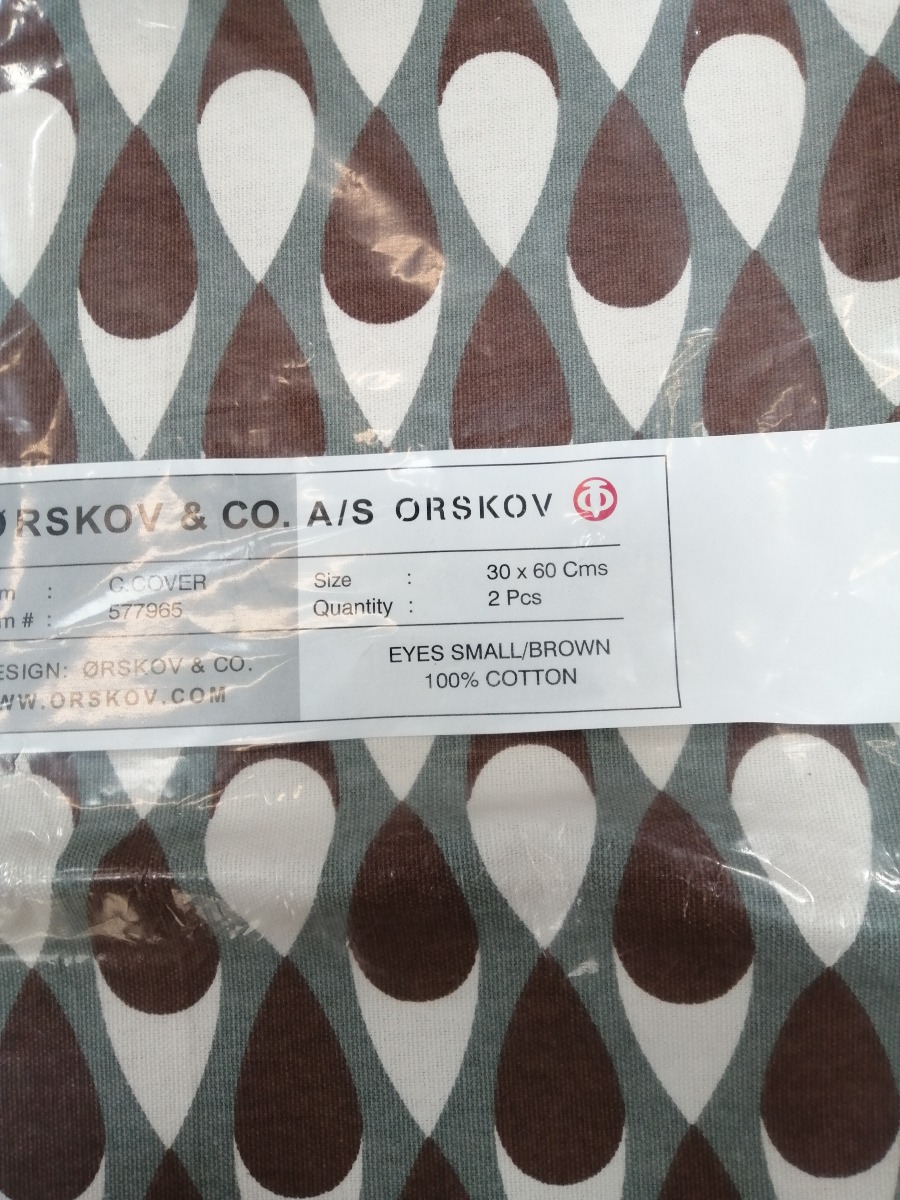 ØRSKOV & CO. A/S ORSKOV
m : C.COVER
m # : 577965
Size : 30 x 60 Cms
Quantity : 2 Pcs
ESIGN: ØRSKOV & CO.
WW.ORSKOV.COM
EYES SMALL/BROWN
100% COTTON